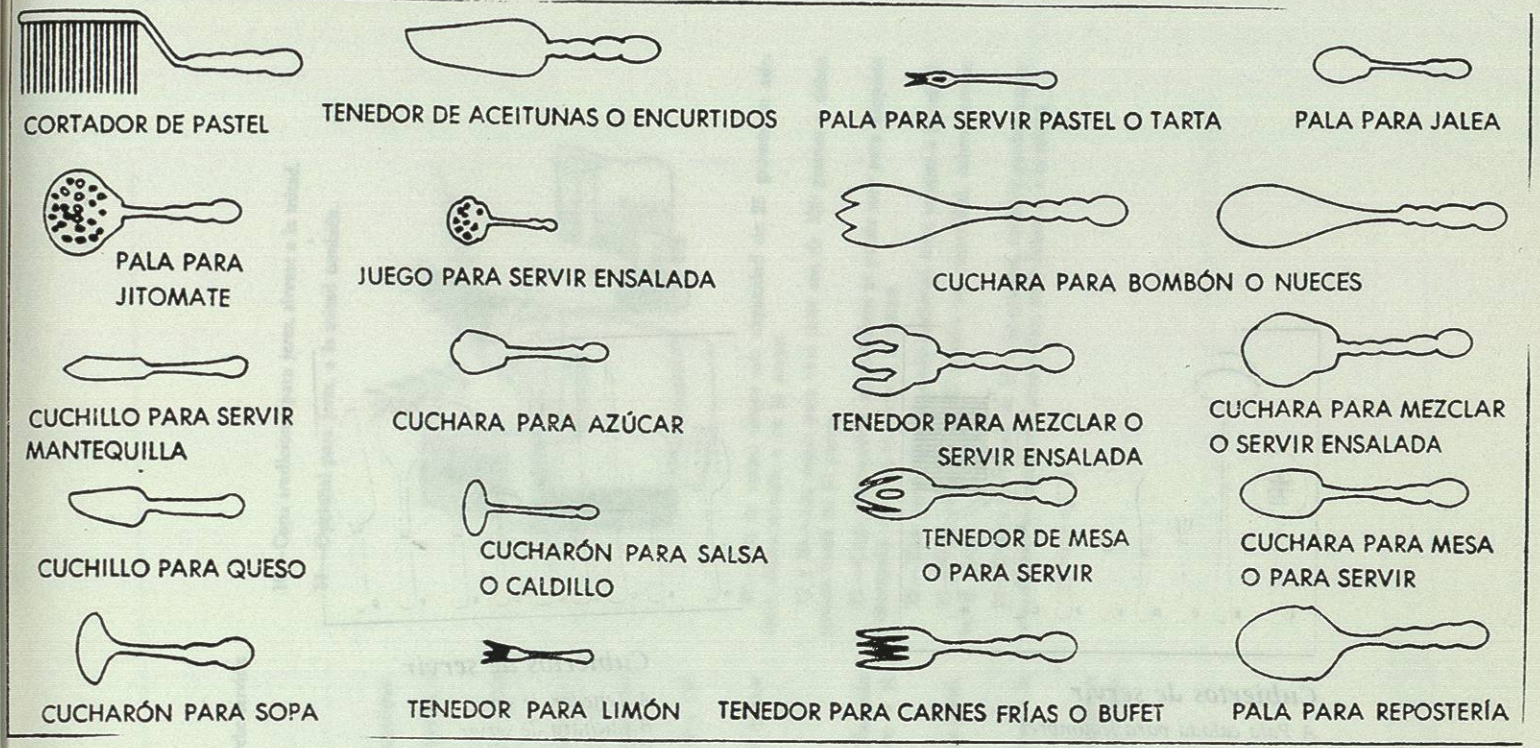 CORTADOR DE PASTEL
TENEDOR DE ACEITUNAS O ENCURTIDOS
PALA PARA SERVIR PASTEL O TARTA
PALA PARA JALEA
PALA PARA
JITOMATE
JUEGO PARA SERVIR ENSALADA
CUCHARA PARA BOMBÓN O NUECES
CUCHILLO PARA SERVIR
MANTEQUILLA
CUCHARA PARA AZÚCAR
TENEDOR PARA MEZCLAR O
SERVIR ENSALADA
CUCHARA PARA MEZCLAR
O SERVIR ENSALADA
CUCHILLO PARA QUESO
CUCHARÓN PARA SALSA
O CALDILLO
TENEDOR DE MESA
O PARA SERVIR
CUCHARA PARA MESA
O PARA SERVIR
CUCHARÓN PARA SOPA
TENEDOR PARA LIMÓN
TENEDOR PARA CARNES FRÍAS O BUFET
PALA PARA REPOSTERÍA